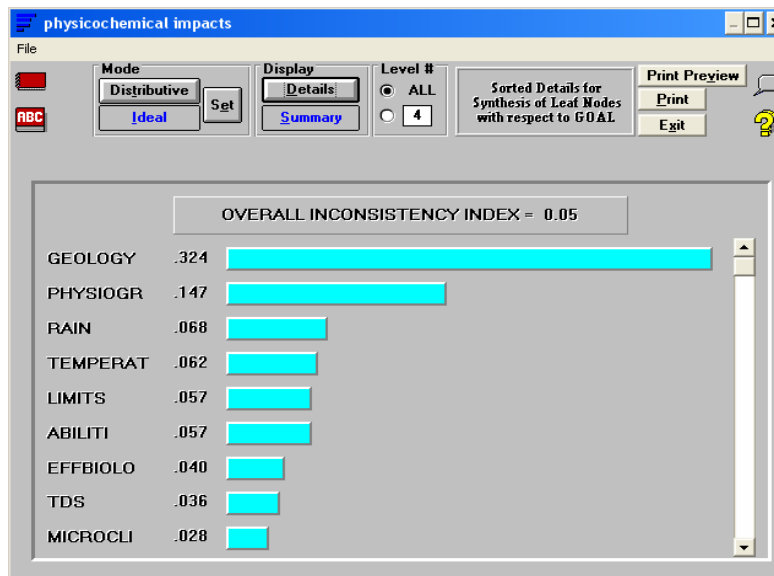 physicochemical impacts
File
Mode
Distributive
Ideal
Set
Display
Details
Summary
Level #
ALL
4
Sorted Details for
Synthesis of Leaf Nodes
with respect to GOAL
Print Preview
Print
Exit
ABC
OVERALL INCONSISTENCY INDEX = 0.05
GEOLOGY .324
PHYSIOGR .147
RAIN .068
TEMPERAT .062
LIMITS .057
ABILITI .057
EFFBIOLO .040
TDS .036
MICROCLI .028